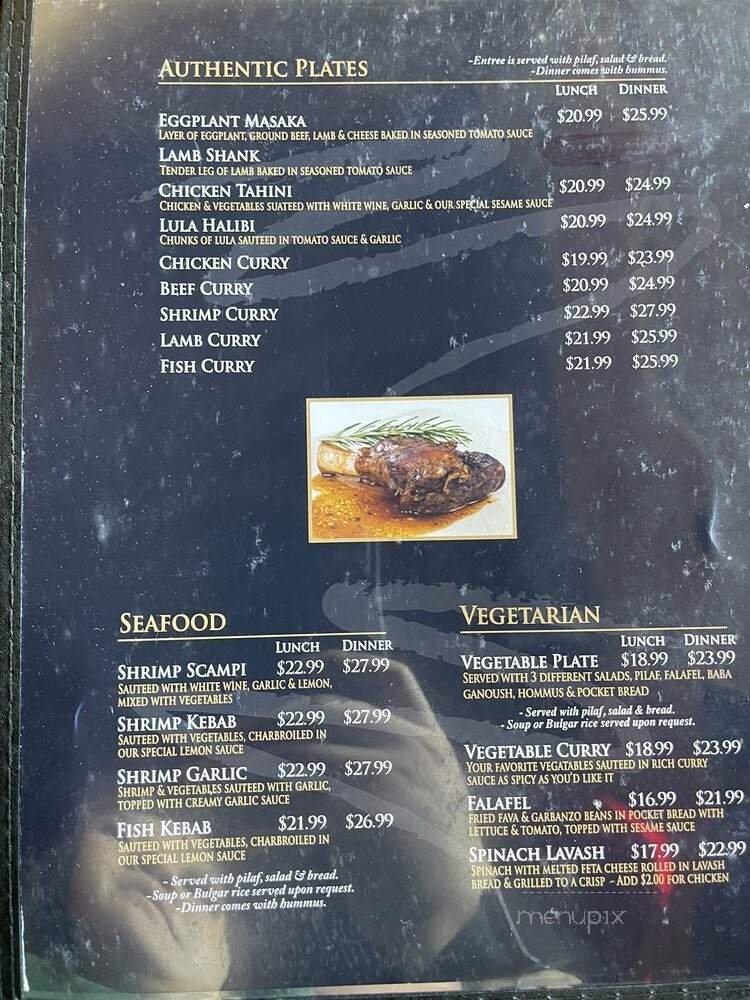 AUTHENTIC PLATES
-Entree is served with pilaf, salad & bread.
-Dinner comes with hummus.
LUNCH DINNER
EGGPLANT MASAKA $20.99 $25.99
LAYER OF EGGPLANT, GROUND BEEF, LAMB & CHEESE BAKED IN SEASONED TOMATO SAUCE
LAMB SHANK
TENDER LEG OF LAMB BAKED IN SEASONED TOMATO SAUCE
CHICKEN TAHINI $20.99 $24.99
CHICKEN & VEGETABLES SUATEED WITH WHITE WINE, GARLIC & OUR SPECIAL SESAME SAUCE
LULA HALIBI $20.99 $24.99
CHUNKS OF LULA SAUTEED IN TOMATO SAUCE & GARLIC
CHICKEN CURRY $19.99 $23.99
BEEF CURRY $20.99 $24.99
SHRIMP CURRY $22.99 $27.99
LAMB CURRY $21.99 $25.99
FISH CURRY $21.99 $25.99
SEAFOOD
LUNCH DINNER
SHRIMP SCAMPI $22.99 $27.99
SAUTEED WITH WHITE WINE, GARLIC & LEMON,
MIXED WITH VEGETABLES
SHRIMP KEBAB $22.99 $27.99
SAUTEED WITH VEGETABLES, CHARBROILED IN
OUR SPECIAL LEMON SAUCE
SHRIMP GARLIC $22.99 $27.99
SHRIMP & VEGETABLES SAUTEED WITH GARLIC,
TOPPED WITH CREAMY GARLIC SAUCE
FISH KEBAB $21.99 $26.99
SAUTEED WITH VEGETABLES, CHARBROILED IN
OUR SPECIAL LEMON SAUCE
- Served with pilaf, salad & bread.
-Soup or Bulgar rice served upon request.
-Dinner comes with hummus.
VEGETARIAN
LUNCH DINNER
VEGETABLE PLATE $18.99 $23.99
SERVED WITH 3 DIFFERENT SALADS, PILAF, FALAFEL, BABA
GANOUSH, HOMMUS & POCKET BREAD
- Served with pilaf, salad & bread.
- Soup or Bulgar rice served upon request.
VEGETABLE CURRY $18.99 $23.99
YOUR FAVORITE VEGATABLES SAUTEED IN RICH CURRY
SAUCE AS SPICY AS YOU'D LIKE IT
FALAFEL $16.99 $21.99
FRIED FAVA & GARBANZO BEANS IN POCKET BREAD WITH
LETTUCE & TOMATO, TOPPED WITH SESAME SAUCE
SPINACH LAVASH $17.99 $22.99
SPINACH WITH MELTED FETA CHEESE ROLLED IN LAVASH
BREAD & GRILLED TO A CRISP - ADD $2.00 FOR CHICKEN
menupix